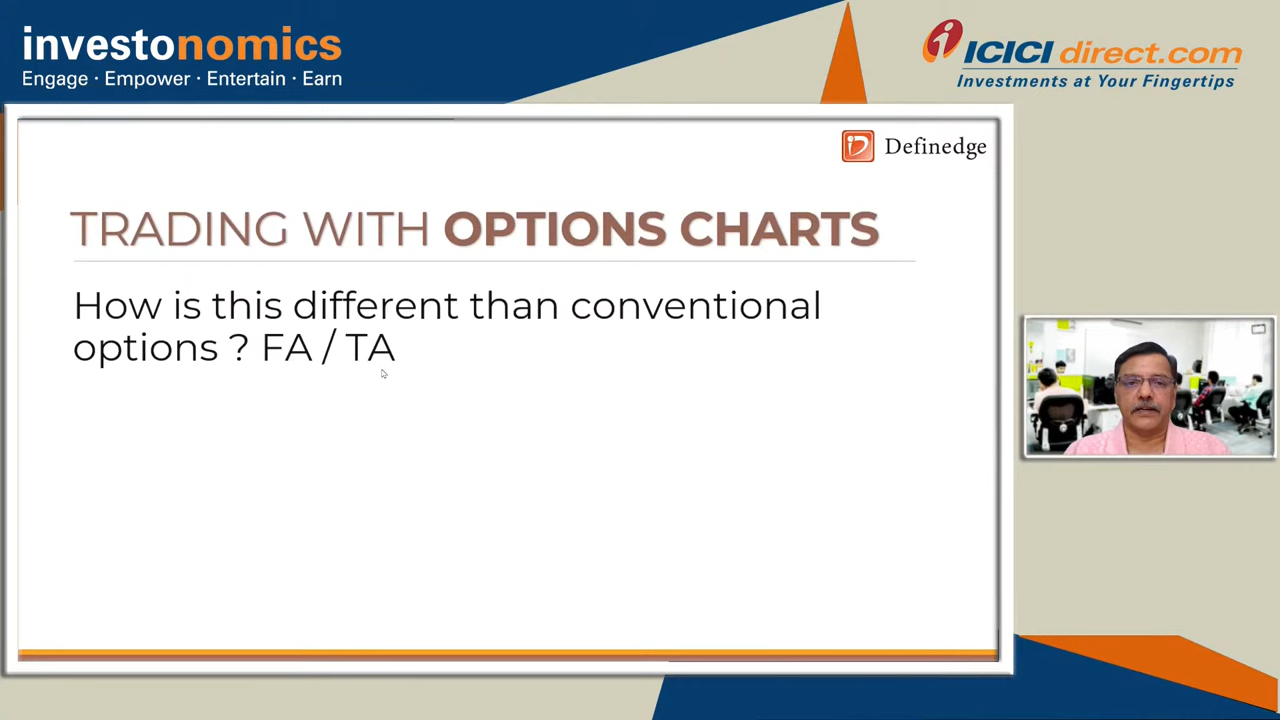 investonomics
Engage · Empower · Entertain · Earn
ICICI direct.com
Investments at Your Fingertips
Definedge
TRADING WITH OPTIONS CHARTS
How is this different than conventional
options ? FA / TA